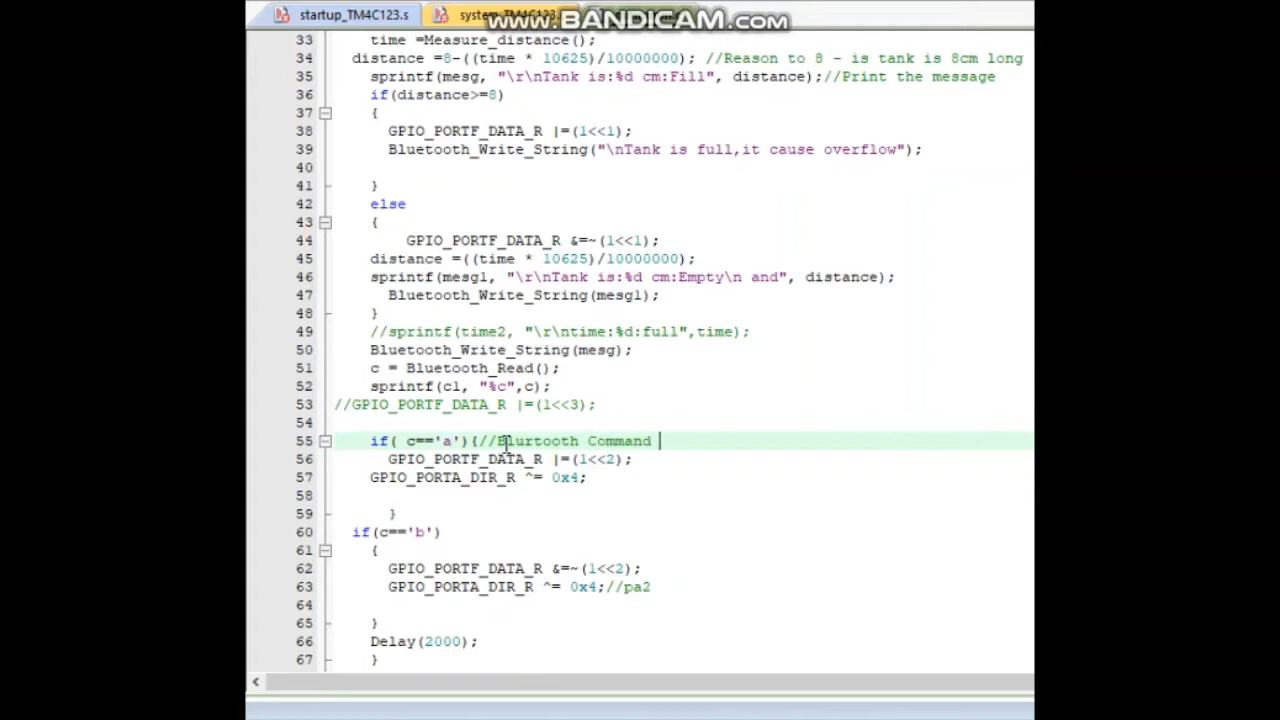 startup_TM4C123.s system_TM4C123.
WWW.BANDICAM.COM
33 time =Measure_distance();
34 distance =8-((time * 10625)/10000000); //Reason to 8 - is tank is 8cm long
35 sprintf(mesg, "\r\nTank is:%d cm:Fill", distance);//Print the message
36 if(distance>=8)
37 {
38 GPIO_PORTF_DATA_R |=(1<<1);
39 Bluetooth_Write_String("\nTank is full,it cause overflow");
40
41 }
42 else
43 {
44 GPIO_PORTF_DATA_R &=~(1<<1);
45 distance =((time * 10625)/10000000);
46 sprintf(mesg1, "\r\nTank is:%d cm:Empty\n and", distance);
47 Bluetooth_Write_String(mesg1);
48 }
49 //sprintf(time2, "\r\ntime:%d:full",time);
50 Bluetooth_Write_String(mesg);
51 c = Bluetooth_Read();
52 sprintf(c1, "%c",c);
53 //GPIO_PORTF_DATA_R |=(1<<3);
54
55 if( c=='a'){//Blurtooth Command
56 GPIO_PORTF_DATA_R |=(1<<2);
57 GPIO_PORTA_DIR_R ^= 0x4;
58
59 }
60 if(c=='b')
61 {
62 GPIO_PORTF_DATA_R &=~(1<<2);
63 GPIO_PORTA_DIR_R ^= 0x4;//pa2
64
65 }
66 Delay(2000);
67 }